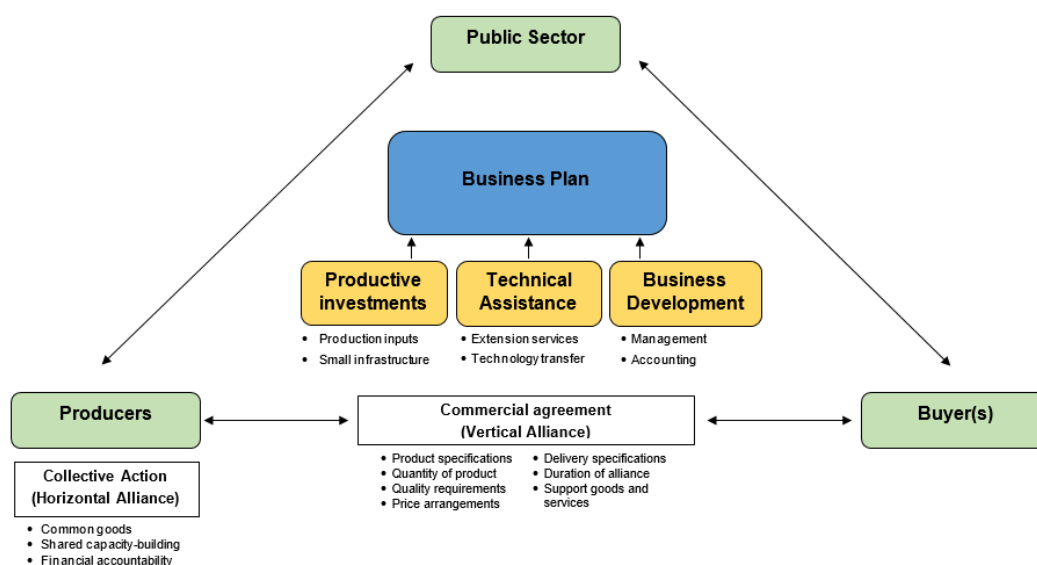 Public Sector
Business Plan
Productive
investments
Technical
Assistance
Business
Development
• Production inputs
• Small infrastructure
• Extension services
• Technology transfer
• Management
• Accounting
Producers
Commercial agreement
(Vertical Alliance)
Buyer(s)
• Product specifications
• Quantity of product
• Quality requirements
• Price arrangements
• Delivery specifications
• Duration of alliance
• Support goods and
services
Collective Action
(Horizontal Alliance)
• Common goods
• Shared capacity-building
• Financial accountability